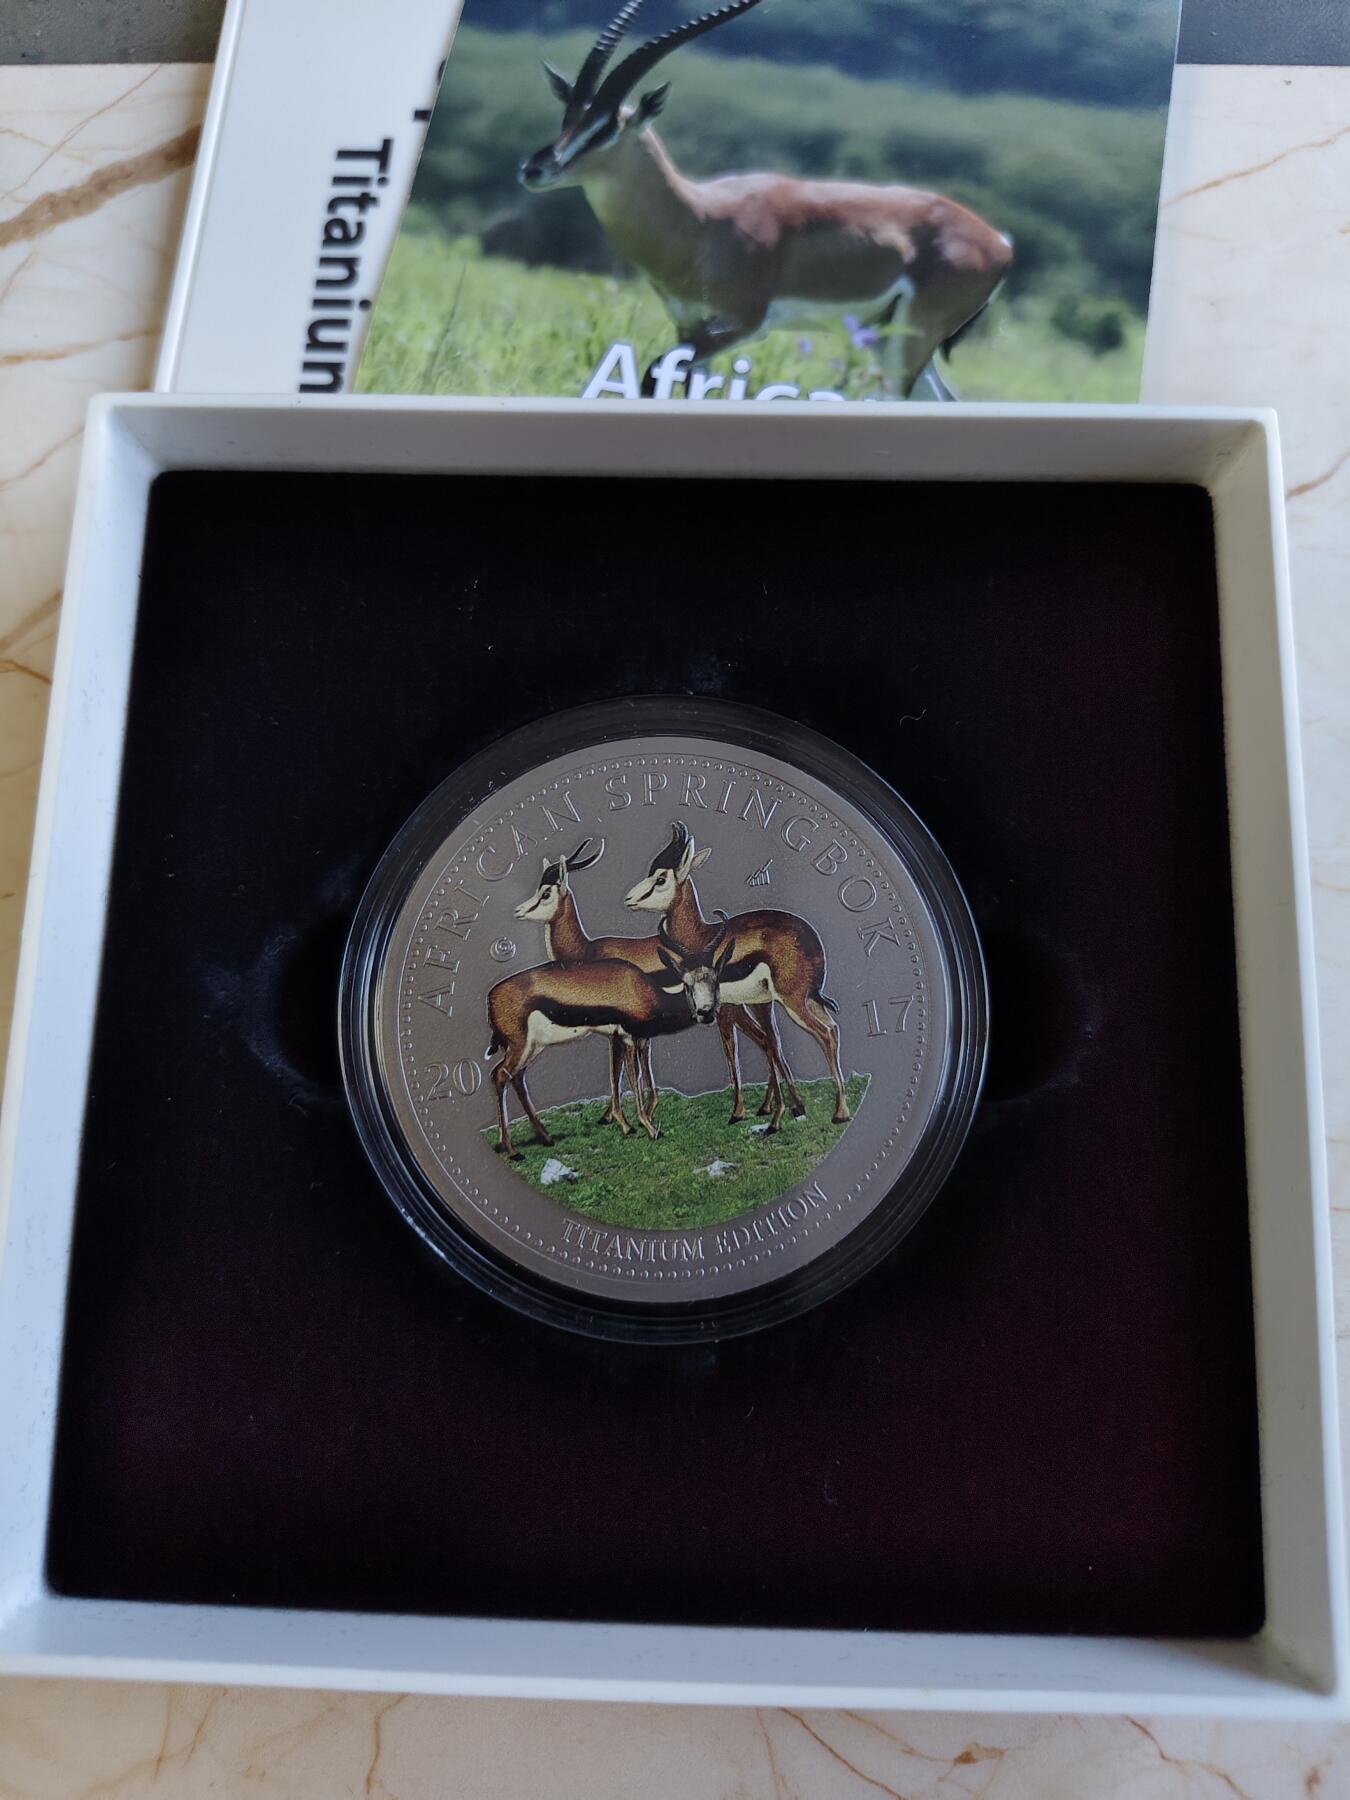 Titaniun
Africa
AFRICAN SPRINGBOK
20 17
TITANIUM EDITION